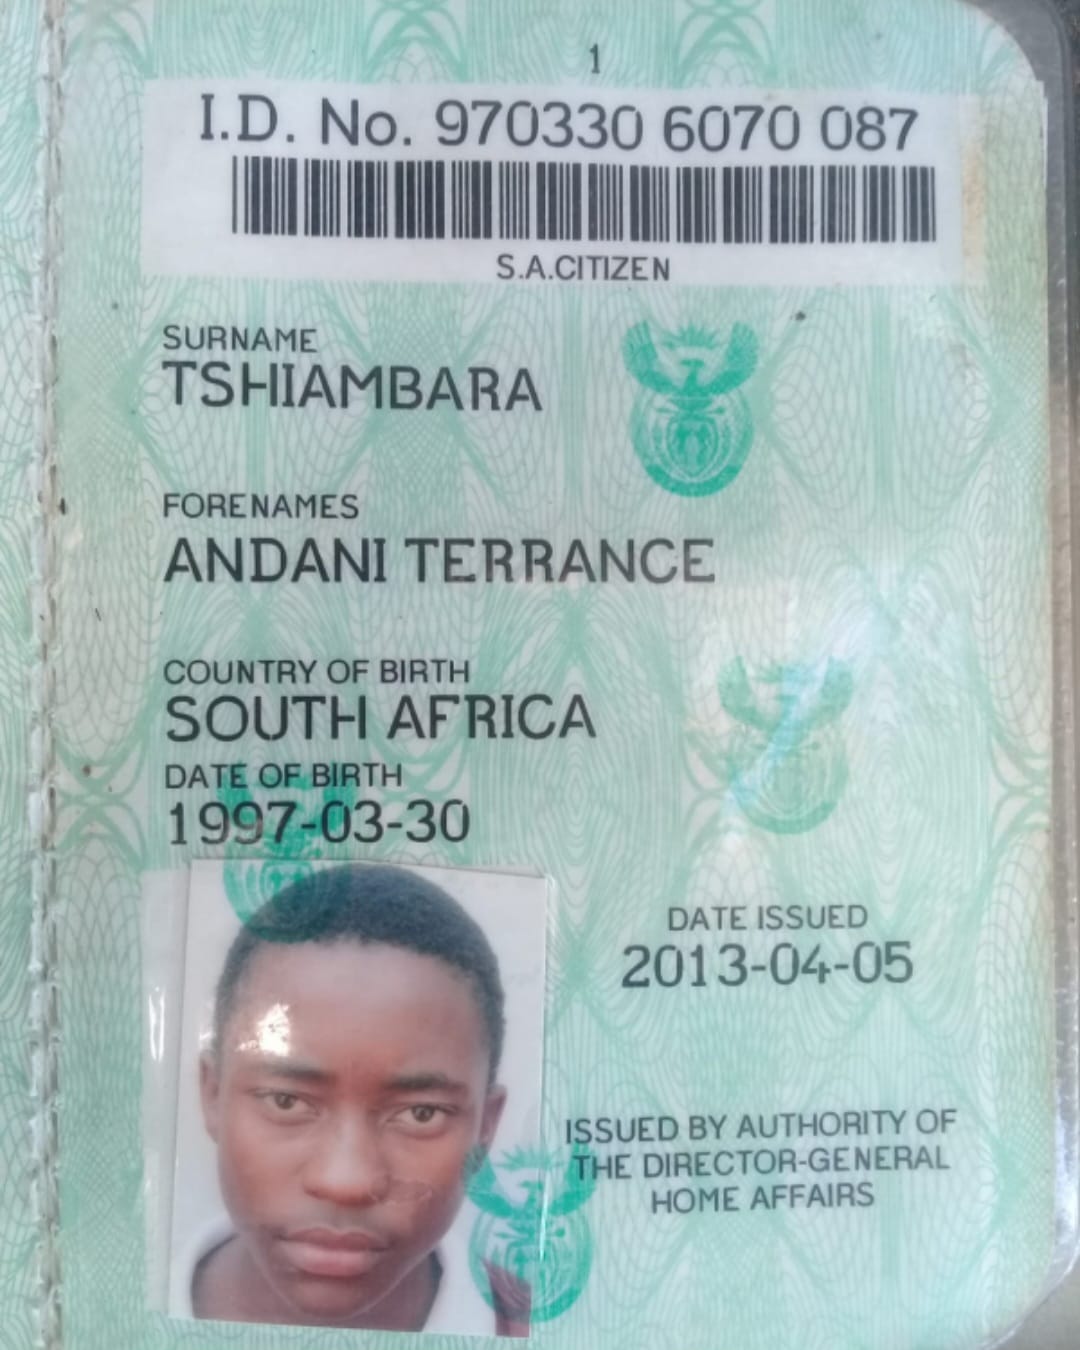 1
I.D. No. 970330 6070 087
S.A.CITIZEN
SURNAME
TSHIAMBARA
FORENAMES
ANDANI TERRANCE
COUNTRY OF BIRTH
SOUTH AFRICA
DATE OF BIRTH
1997-03-30
DATE ISSUED
2013-04-05
ISSUED BY AUTHORITY OF
THE DIRECTOR-GENERAL
HOME AFFAIRS